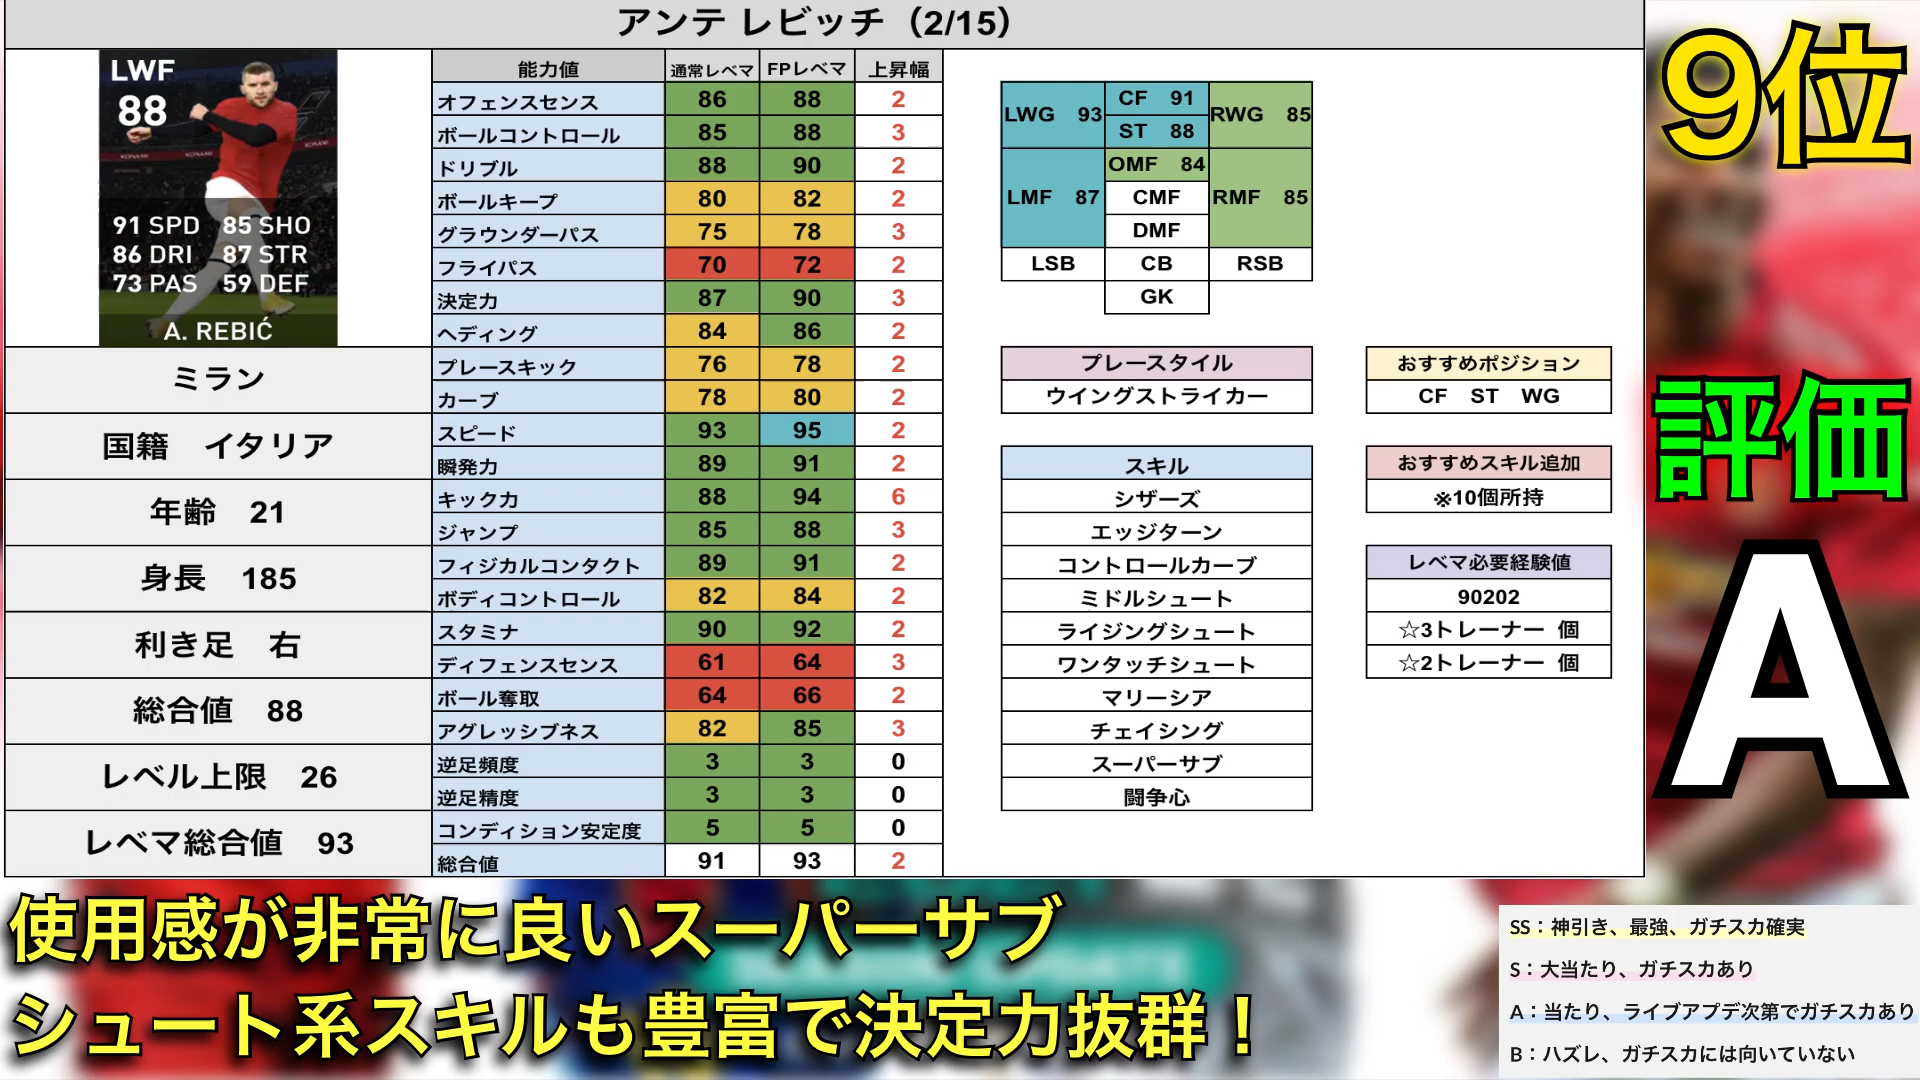 アンテ レビッチ（2/15）
LWF
88
KONAMI KONAMI KONAMI
91 SPD 85 SHO
86 DRI 87 STR
73 PAS 59 DEF
A. REBIĆ
ミラン
国籍 イタリア
年齢 21
身長 185
利き足 右
総合値 88
レベル上限 26
レベマ総合値 93
能力値 通常レベマ FPレベマ 上昇幅
オフェンスセンス 86 88 2
ボールコントロール 85 88 3
ドリブル 88 90 2
ボールキープ 80 82 2
グラウンダーパス 75 78 3
フライパス 70 72 2
決定力 87 90 3
ヘディング 84 86 2
プレースキック 76 78 2
カーブ 78 80 2
スピード 93 95 2
瞬発力 89 91 2
キック力 88 94 6
ジャンプ 85 88 3
フィジカルコンタクト 89 91 2
ボディコントロール 82 84 2
スタミナ 90 92 2
ディフェンスセンス 61 64 3
ボール奪取 64 66 2
アグレッシブネス 82 85 3
逆足頻度 3 3 0
逆足精度 3 3 0
コンディション安定度 5 5 0
総合値 91 93 2
LWG 93 CF 91 RWG 85
ST 88
OMF 84
LMF 87 CMF RMF 85
DMF
LSB CB RSB
GK
プレースタイル
ウイングストライカー
スキル
シザーズ
エッジターン
コントロールカーブ
ミドルシュート
ライジングシュート
ワンタッチシュート
マリーシア
チェイシング
スーパーサブ
闘争心
おすすめポジション
CF ST WG
おすすめスキル追加
※10個所持
レベマ必要経験値
90202
☆3トレーナー 個
☆2トレーナー 個
9位
評価
A
使用感が非常に良いスーパーサブ
シュート系スキルも豊富で決定力抜群！
SS：神引き、最強、ガチスカ確実
S：大当たり、ガチスカあり
A：当たり、ライブアプデ次第でガチスカあり
B：ハズレ、ガチスカには向いていない